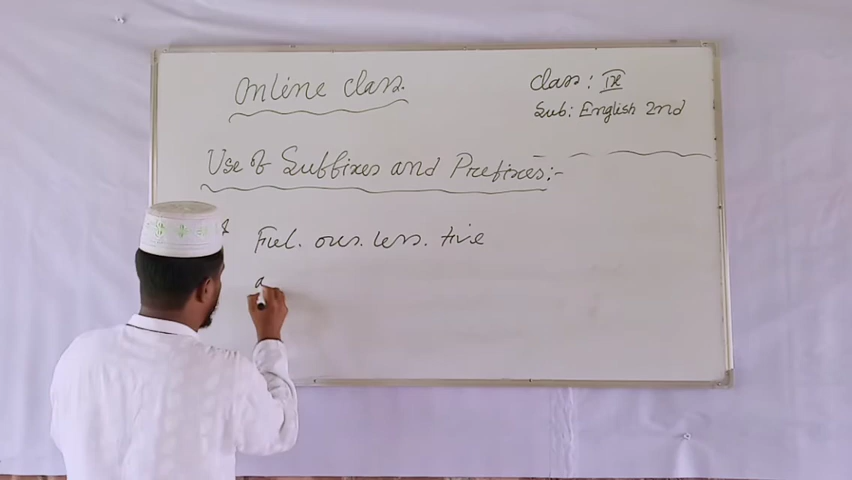 Online Class.
Class: IX
Sub: English 2nd
Use of Suffixes and Prefixes:-
Ful. ous. less. tive
a